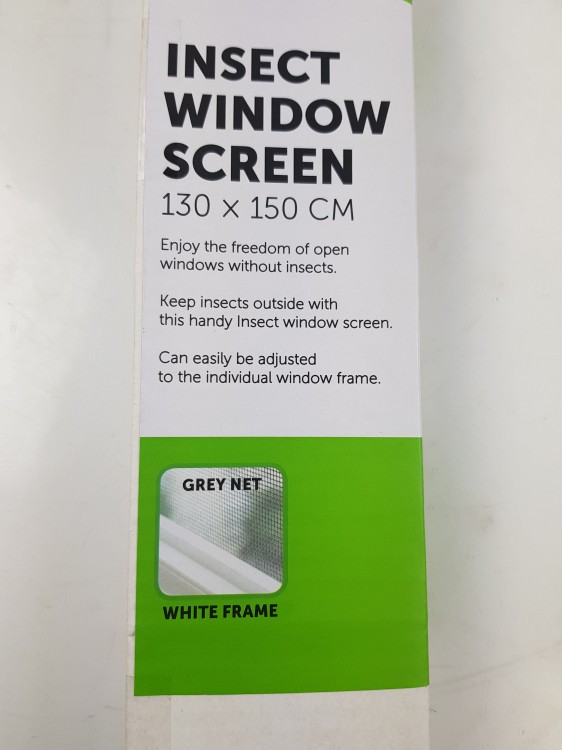 INSECT
WINDOW
SCREEN
130 x 150 CM
Enjoy the freedom of open
windows without insects.
Keep insects outside with
this handy Insect window screen.
Can easily be adjusted
to the individual window frame.
GREY NET
WHITE FRAME